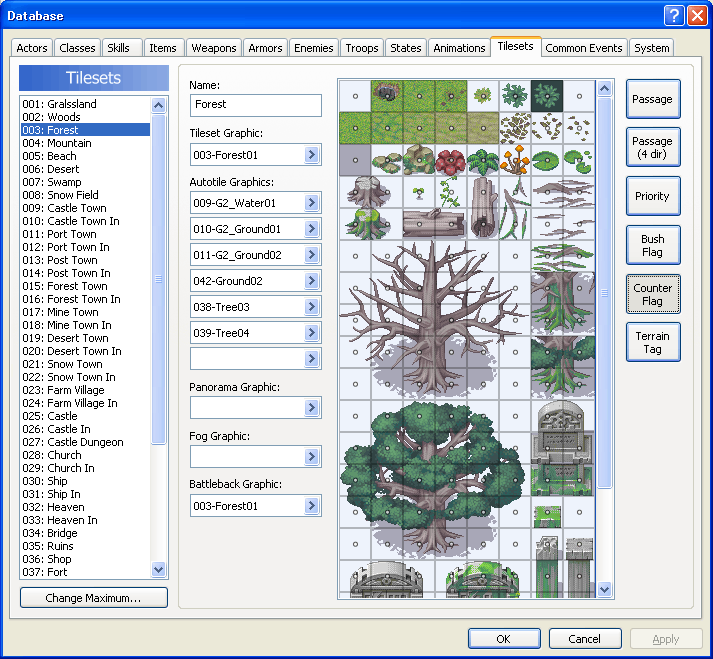 Database
Actors Classes Skills Items Weapons Armors Enemies Troops States Animations Tilesets Common Events System
Tilesets
001: Gralssland
002: Woods
003: Forest
004: Mountain
005: Beach
006: Desert
007: Swamp
008: Snow Field
009: Castle Town
010: Castle Town In
011: Port Town
012: Port Town In
013: Post Town
014: Post Town In
015: Forest Town
016: Forest Town In
017: Mine Town
018: Mine Town In
019: Desert Town
020: Desert Town In
021: Snow Town
022: Snow Town In
023: Farm Village
024: Farm Village In
025: Castle
026: Castle In
027: Castle Dungeon
028: Church
029: Church In
030: Ship
031: Ship In
032: Heaven
033: Heaven In
034: Bridge
035: Ruins
036: Shop
037: Fort
Change Maximum...
Name:
Forest
Tileset Graphic:
003-Forest01
Autotile Graphics:
009-G2_Water01
010-G2_Ground01
011-G2_Ground02
042-Ground02
038-Tree03
039-Tree04
Panorama Graphic:
Fog Graphic:
Battleback Graphic:
003-Forest01
Passage
Passage
(4 dir)
Priority
Bush
Flag
Counter
Flag
Terrain
Tag
OK
Cancel
Apply